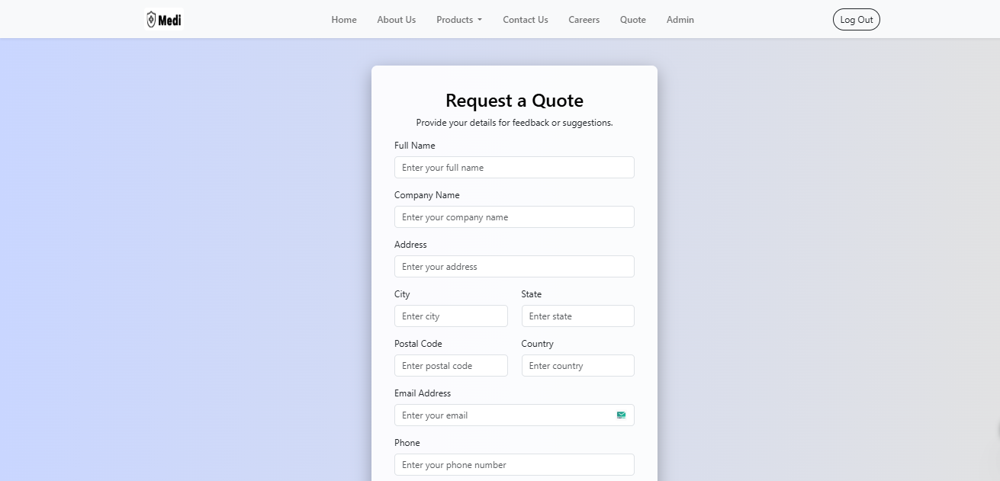 Medi
Home About Us Products Contact Us Careers Quote Admin Log Out
Request a Quote
Provide your details for feedback or suggestions.
Full Name
Enter your full name
Company Name
Enter your company name
Address
Enter your address
City State
Enter city Enter state
Postal Code Country
Enter postal code Enter country
Email Address
Enter your email
Phone
Enter your phone number